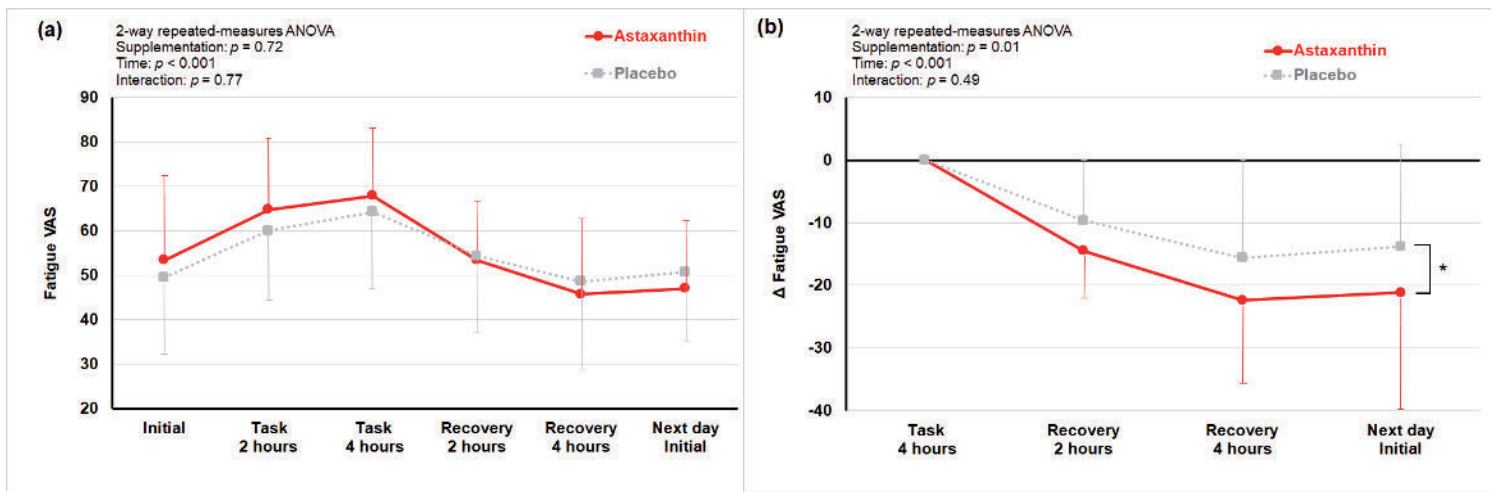 (a)
2-way repeated-measures ANOVA
Supplementation: p = 0.72
Time: p < 0.001
Interaction: p = 0.77
Astaxanthin
Placebo
Fatigue VAS
90
80
70
60
50
40
30
20
Initial
Task
2 hours
Task
4 hours
Recovery
2 hours
Recovery
4 hours
Next day
Initial
(b)
2-way repeated-measures ANOVA
Supplementation: p = 0.01
Time: p < 0.001
Interaction: p = 0.49
Astaxanthin
Placebo
Δ Fatigue VAS
10
0
-10
-20
-30
-40
*
Task
4 hours
Recovery
2 hours
Recovery
4 hours
Next day
Initial